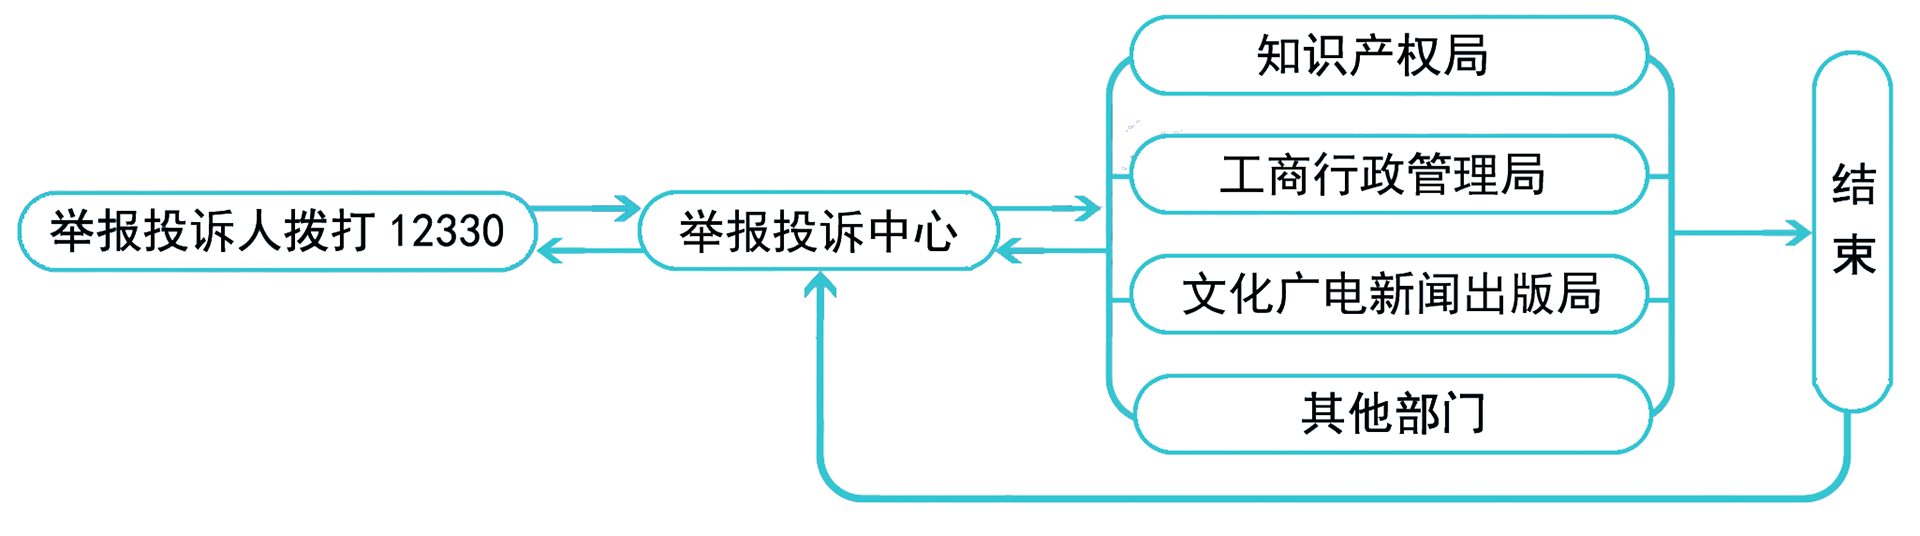 举报投诉人拨打 12330
举报投诉中心
知识产权局
工商行政管理局
文化广电新闻出版局
其他部门
结束